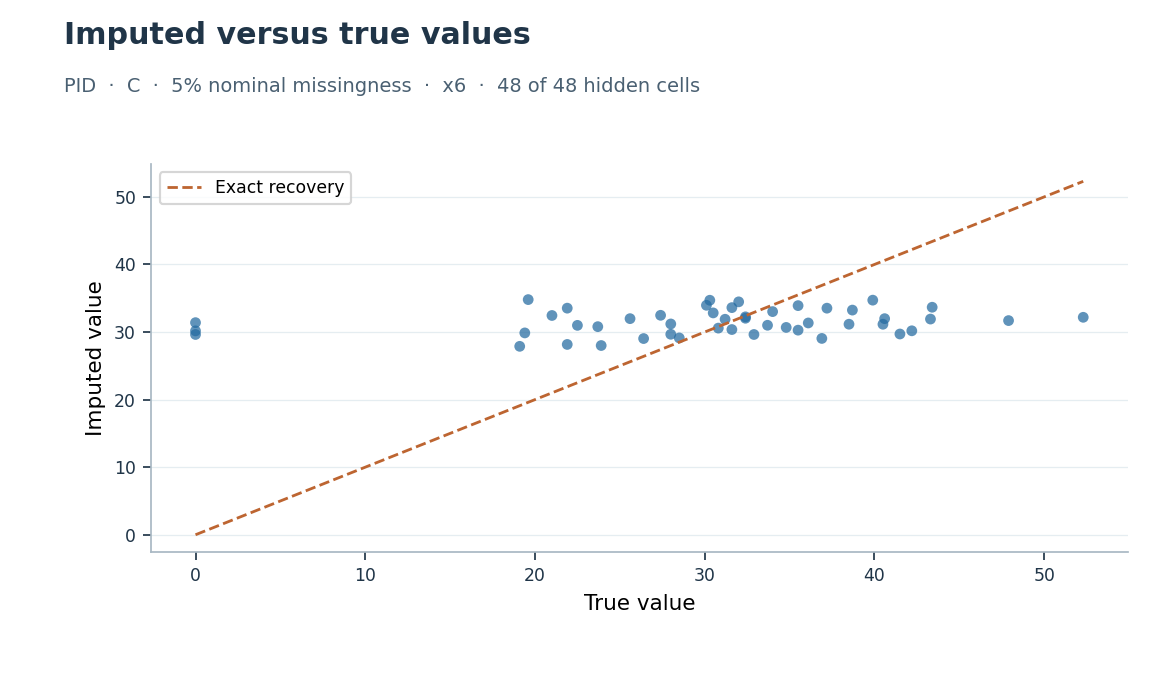 Imputed versus true values
PID · C · 5% nominal missingness · x6 · 48 of 48 hidden cells
Exact recovery
Imputed value
50
40
30
20
10
0
0 10 20 30 40 50
True value